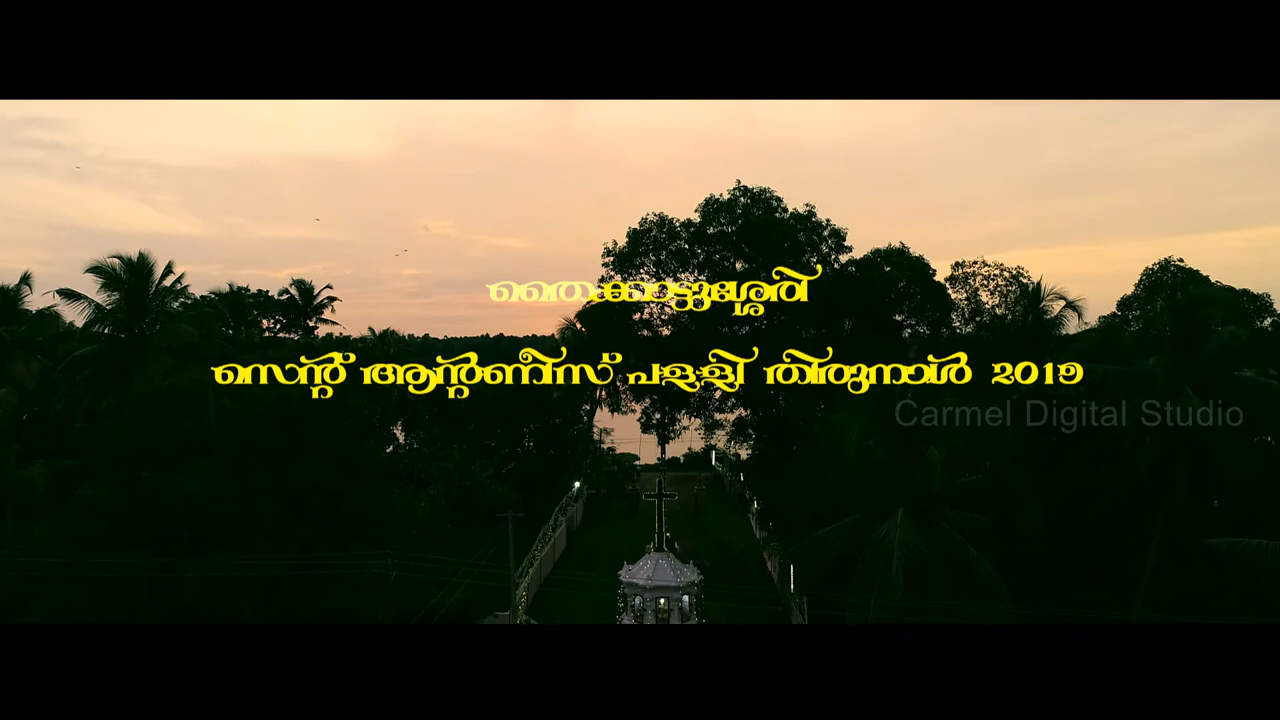 തൈക്കാട്ടുശ്ശേരി
സെന്റ് ആന്റണീസ് പള്ളി തിരുനാൾ 2019
Carmel Digital Studio